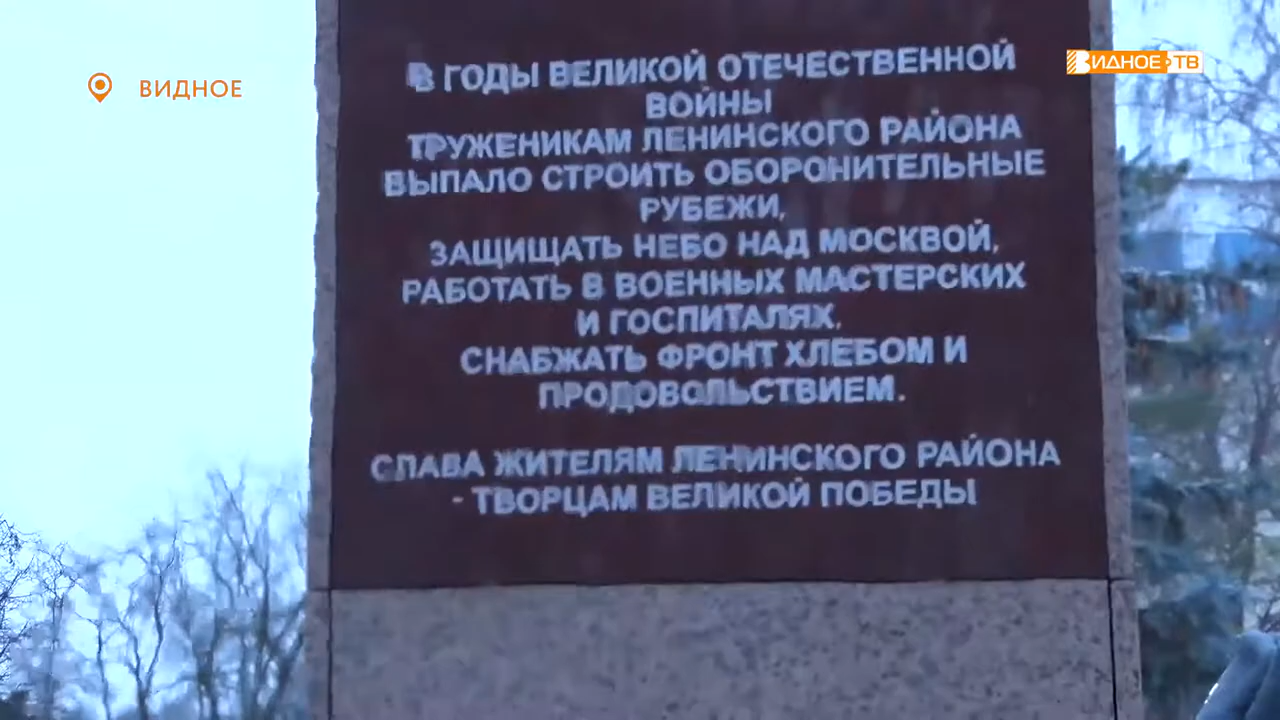 ВИДНОЕ
ВИДНОЕ ТВ
В ГОДЫ ВЕЛИКОЙ ОТЕЧЕСТВЕННОЙ
ВОЙНЫ
ТРУЖЕНИКАМ ЛЕНИНСКОГО РАЙОНА
ВЫПАЛО СТРОИТЬ ОБОРОНИТЕЛЬНЫЕ
РУБЕЖИ,
ЗАЩИЩАТЬ НЕБО НАД МОСКВОЙ,
РАБОТАТЬ В ВОЕННЫХ МАСТЕРСКИХ
И ГОСПИТАЛЯХ,
СНАБЖАТЬ ФРОНТ ХЛЕБОМ И
ПРОДОВОЛЬСТВИЕМ.
СЛАВА ЖИТЕЛЯМ ЛЕНИНСКОГО РАЙОНА
- ТВОРЦАМ ВЕЛИКОЙ ПОБЕДЫ